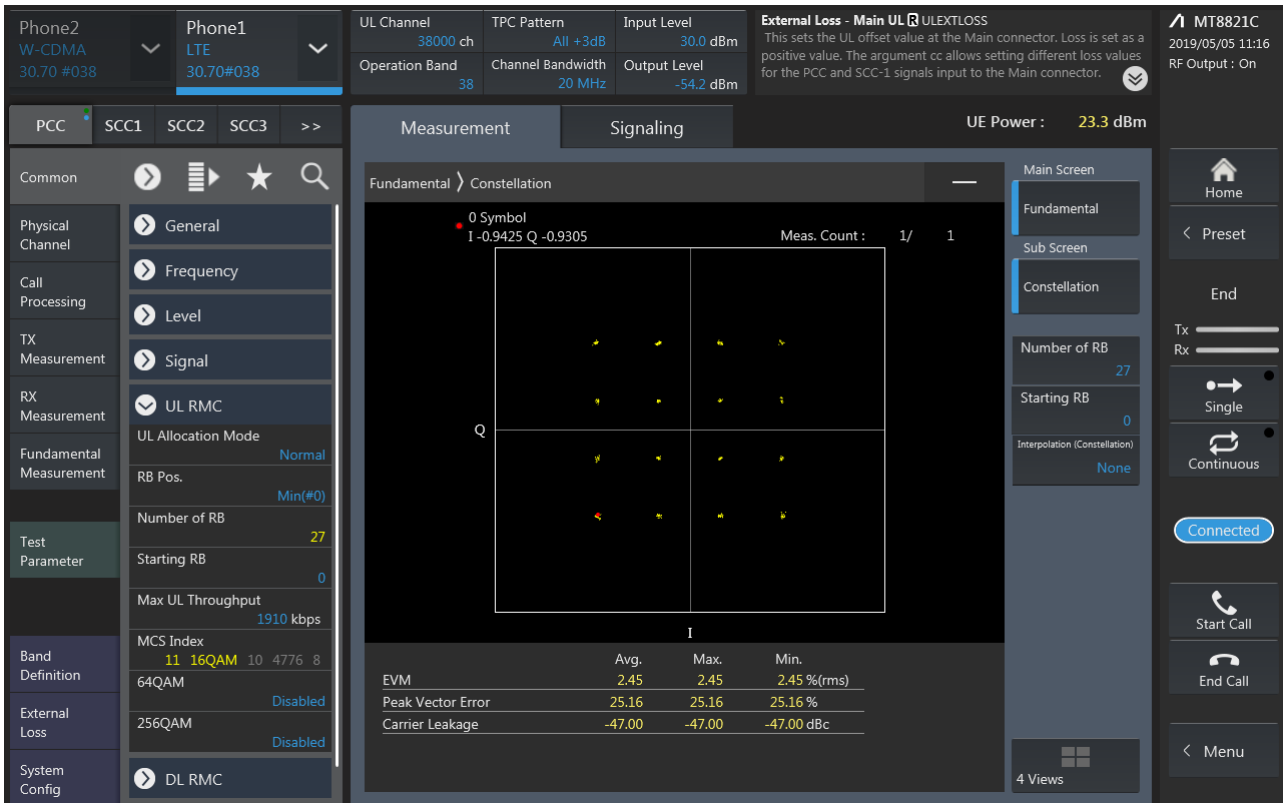 Phone2
W-CDMA
30.70 #038
Phone1
LTE
30.70#038
UL Channel
38000 ch
TPC Pattern
All +3dB
Input Level
30.0 dBm
Operation Band
38
Channel Bandwidth
20 MHz
Output Level
-54.2 dBm
External Loss - Main UL R ULEXTLOSS
This sets the UL offset value at the Main connector. Loss is set as a
positive value. The argument cc allows setting different loss values
for the PCC and SCC-1 signals input to the Main connector.
MT8821C
2019/05/05 11:16
RF Output : On
PCC SCC1 SCC2 SCC3 >>
Measurement
Signaling
UE Power : 23.3 dBm
Common
Physical
Channel
Call
Processing
TX
Measurement
RX
Measurement
Fundamental
Measurement
Test
Parameter
Band
Definition
External
Loss
System
Config
General
Frequency
Level
Signal
UL RMC
UL Allocation Mode
Normal
RB Pos.
Min(#0)
Number of RB
27
Starting RB
0
Max UL Throughput
1910 kbps
MCS Index
11 16QAM 10 4776 8
64QAM
Disabled
256QAM
Disabled
DL RMC
Fundamental 〉 Constellation
0 Symbol
I -0.9425 Q -0.9305
Meas. Count : 1/ 1
Q
I
Avg. Max. Min.
EVM 2.45 2.45 2.45 %(rms)
Peak Vector Error 25.16 25.16 25.16 %
Carrier Leakage -47.00 -47.00 -47.00 dBc
Main Screen
Fundamental
Sub Screen
Constellation
Number of RB
27
Starting RB
0
Interpolation (Constellation)
None
4 Views
Home
< Preset
End
Tx
Rx
Single
Continuous
Connected
Start Call
End Call
< Menu